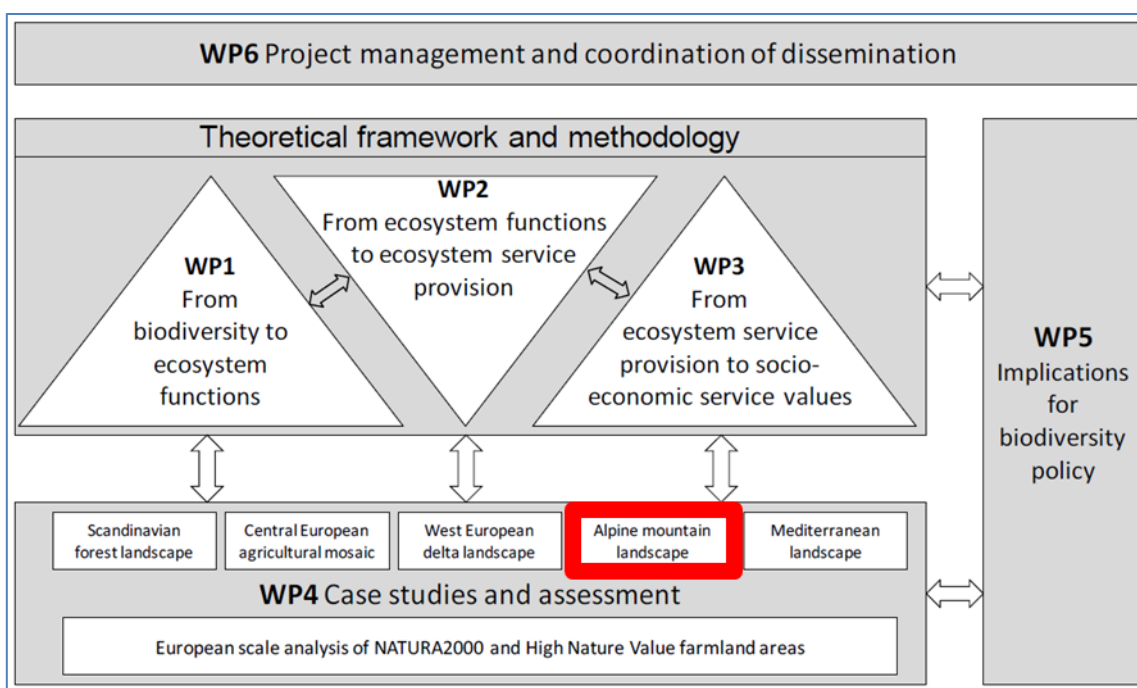 WP6 Project management and coordination of dissemination
Theoretical framework and methodology
WP1
From
biodiversity to
ecosystem
functions
WP2
From ecosystem functions
to ecosystem service
provision
WP3
From
ecosystem service
provision to socio-
economic service values
WP5
Implications
for
biodiversity
policy
Scandinavian
forest landscape
Central European
agricultural mosaic
West European
delta landscape
Alpine mountain
landscape
Mediterranean
landscape
WP4 Case studies and assessment
European scale analysis of NATURA2000 and High Nature Value farmland areas